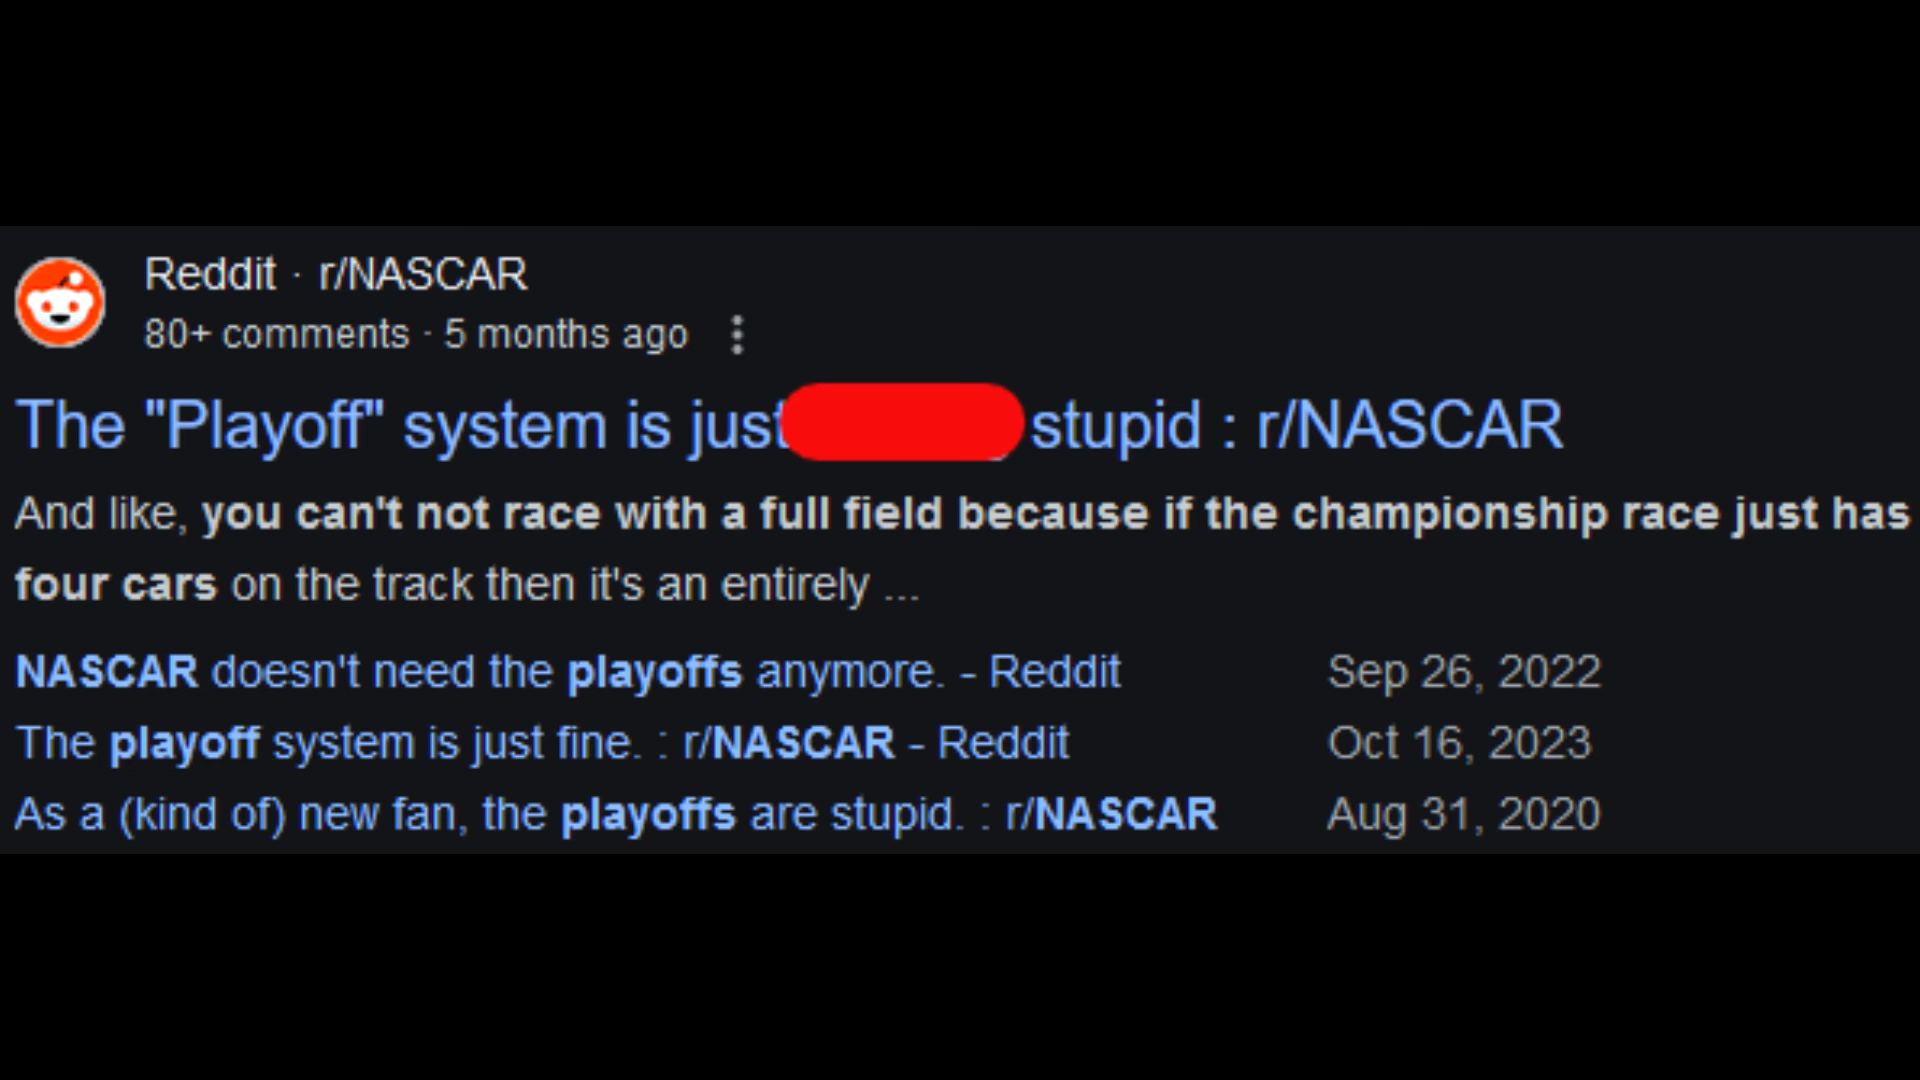 Reddit · r/NASCAR
80+ comments · 5 months ago
The "Playoff" system is just stupid : r/NASCAR
And like, you can't not race with a full field because if the championship race just has
four cars on the track then it's an entirely ...
NASCAR doesn't need the playoffs anymore. - Reddit Sep 26, 2022
The playoff system is just fine. : r/NASCAR - Reddit Oct 16, 2023
As a (kind of) new fan, the playoffs are stupid. : r/NASCAR Aug 31, 2020